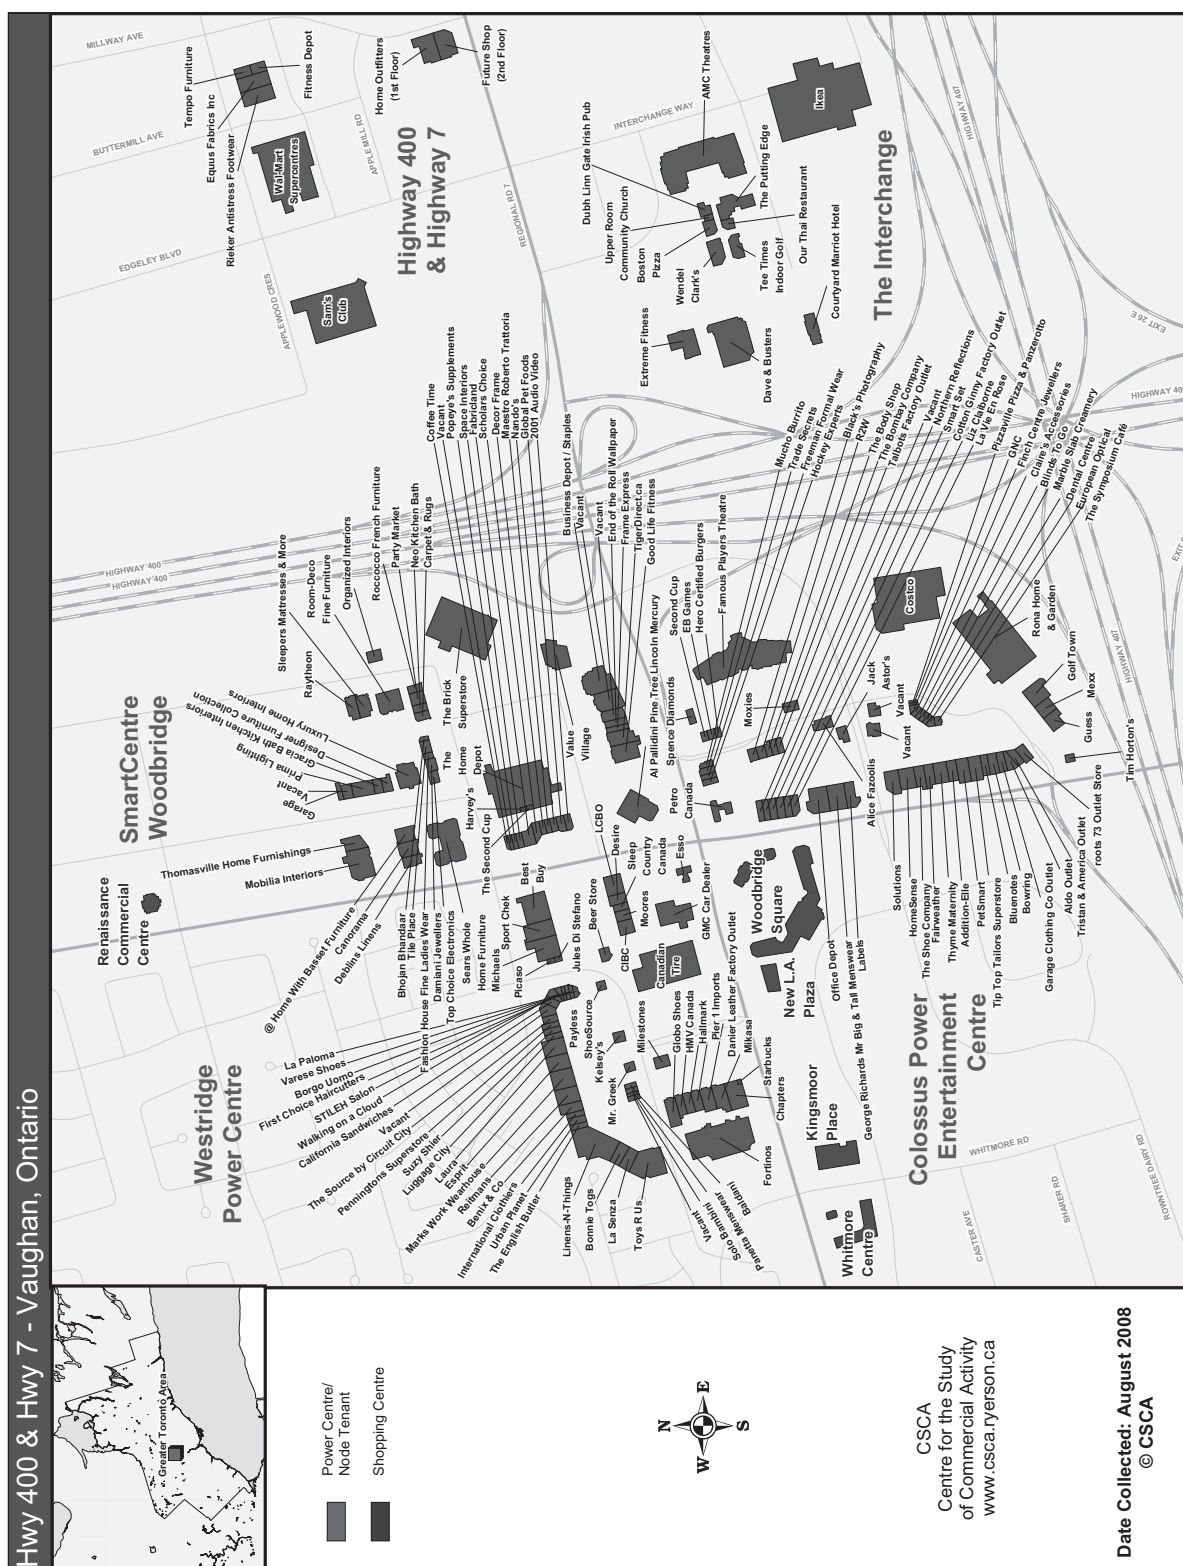 Hwy 400 & Hwy 7 - Vaughan, Ontario
Greater Toronto Area
Power Centre/
Node Tenant
Shopping Centre
N
W
E
S
CSCA
Centre for the Study
of Commercial Activity
www.csca.ryerson.ca
Date Collected: August 2008
© CSCA
MILLWAY AVE
BUTTERMILL AVE
EDGELEY BLVD
APPLEWOOD CRES
APPLE MILL RD
REGIONAL RD 7
INTERCHANGE WAY
HIGHWAY 407
HIGHWAY 400
HIGHWAY 400
EXIT 26 E
HIGHWAY 407
WHITMORE RD
CASTER AVE
SHARER RD
ROWNTREE DAIRY RD
Highway 400
& Highway 7
Tempo Furniture
Equus Fabrics Inc
Rieker Antistress Footwear
Fitness Depot
Wal-Mart
Supercentres
Home Outfitters
(1st Floor)
Future Shop
(2nd Floor)
Sam's
Club
The Interchange
Dubh Linn Gate Irish Pub
Upper Room
Community Church
Boston
Pizza
Wendel
Clark's
AMC Theatres
The Putting Edge
Our Thai Restaurant
Tee Times
Indoor Golf
Ikea
Courtyard Marriot Hotel
Extreme Fitness
Dave & Busters
SmartCentre
Woodbridge
Sleepers Mattresses & More
Raytheon
Room-Deco
Fine Furniture
Organized Interiors
Roccocco French Furniture
Party Market
Neo Kitchen Bath
Carpet & Rugs
Coffee Time
Vacant
Popeye's Supplements
Space Interiors
Fabricland
Scholars Choice
Decor Frame
Maestro Roberto Trattoria
Nando's
Global Pet Foods
2001 Audio Video
Business Depot / Staples
Vacant
Vacant
End of the Roll Wallpaper
Frame Express
TigerDirect.ca
Good Life Fitness
The Brick
Superstore
Value
Village
Luxury Home Interiors
Designer Furniture Collection
Gracia Bath Kitchen Interiors
Prima Lighting
Vacant
Garage
The
Home
Depot
Harvey's
The Second Cup
Thomasville Home Furnishings
Mobilia Interiors
Renaissance
Commercial
Centre
@ Home With Basset Furniture
Canorama
Deblins Linens
Bhojan Bhandaar
Tile Place
Fashion House Fine Ladies Wear
Damiani Jewellers
Top Choice Electronics
Sears Whole
Home Furniture
Westridge
Power Centre
Michaels
Sport Chek
Best
Buy
Picaso
Jules Di Stefano
Beer Store
LCBO
Desire
Sleep
Country
Canada
CIBC
Moores
Esso
GMC Car Dealer
Canadian
Tire
La Paloma
Varese Shoes
Borgo Uomo
First Choice Haircutters
STILEH Salon
Walking on a Cloud
California Sandwiches
Vacant
The Source by Circuit City
Penningtons Superstore
Suzy Shier
Luggage City
Laura
Esprit
Marks Work Wearhouse
Reitmans
Benix & Co
International Clothiers
Urban Planet
The English Butler
Linens-N-Things
Bonnie Togs
La Senza
Toys R Us
Payless
ShoeSource
Kelsey's
Mr. Greek
Milestones
Globo Shoes
HMV Canada
Hallmark
Pier 1 Imports
Danier Leather Factory Outlet
Mikasa
Starbucks
Chapters
Fortinos
Vacant
Solo Bambini
Panetta Menswear
Baldani
Al Pallidini Pine Tree Lincoln Mercury
Spence Diamonds
Petro
Canada
Second Cup
EB Games
Hero Certified Burgers
Famous Players Theatre
Moxies
Mucho Burrito
Trade Secrets
Freeman Formal Wear
Hockey Experts
Black's Photography
R2W
The Body Shop
The Bombay Company
Talbots Factory Outlet
Vacant
Northern Reflections
Smart Set
Cotton Ginny Factory Outlet
Liz Claiborne
La Vie En Rose
Pizzaville Pizza & Panzerotto
GNC
Finch Centre Jewellers
Claire's Accessories
Blinds To Go
Marble Slab Creamery
Dental Centre
European Optical
The Symposium Café
Costco
Rona Home
& Garden
Jack
Astor's
Vacant
Vacant
Alice Fazoolis
Golf Town
Mexx
Guess
Tim Horton's
Woodbridge
Square
New L.A.
Plaza
Office Depot
George Richards Mr Big & Tall Menswear
Labels
Kingsmoor
Place
Whitmore
Centre
Colossus Power
Entertainment
Centre
Solutions
HomeSense
The Shoe Company
Fairweather
Thyme Maternity
Addition-Elle
PetSmart
Tip Top Tailors Superstore
Bluenotes
Bowring
Garage Clothing Co Outlet
Aldo Outlet
Tristan & America Outlet
roots 73 Outlet Store